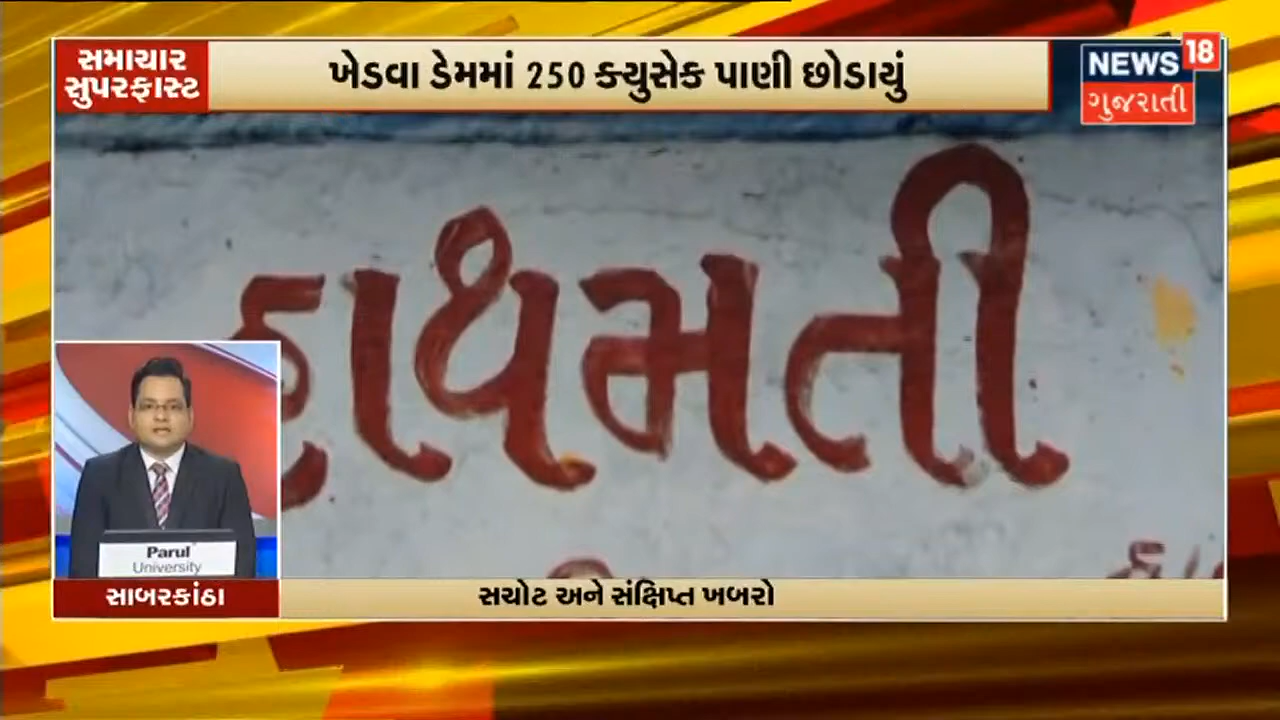 સમાચાર
સુપરફાસ્ટ
ખેડવા ડેમમાં 250 ક્યુસેક પાણી છોડાયું
NEWS 18
ગુજરાતી
હાથમતી
Parul
University
સાબરકાંઠા
સચોટ અને સંક્ષિપ્ત ખબરો